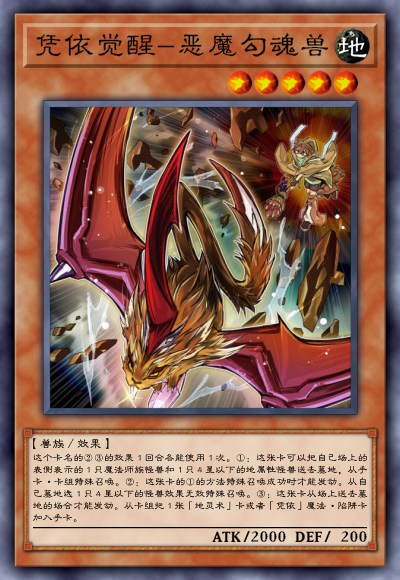 凭依觉醒-恶魔勾魂兽
地
【兽族／效果】
这个卡名的②③的效果1回合各能使用1次。①：这张卡可以把自己场上的
表侧表示的1只魔法师族怪兽和1只4星以下的地属性怪兽送去墓地，从手
卡·卡组特殊召唤。②：这张卡的①的方法特殊召唤成功时才能发动。从自
己墓地选1只4星以下的怪兽效果无效特殊召唤。③：这张卡从场上送去墓
地的场合才能发动。从卡组把1张「地灵术」卡或者「凭依」魔法·陷阱卡
加入手卡。
ATK/2000 DEF/ 200